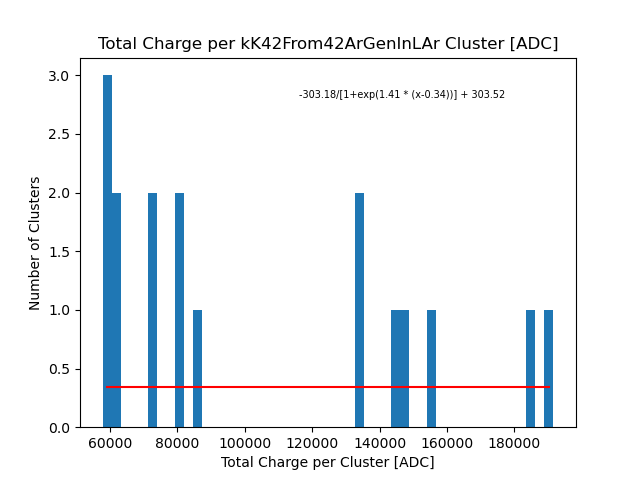 Total Charge per kK42From42ArGenInLAr Cluster [ADC]
-303.18/[1+exp(1.41 * (x-0.34))] + 303.52
3.0
2.5
2.0
1.5
1.0
0.5
0.0
Number of Clusters
60000 80000 100000 120000 140000 160000 180000
Total Charge per Cluster [ADC]